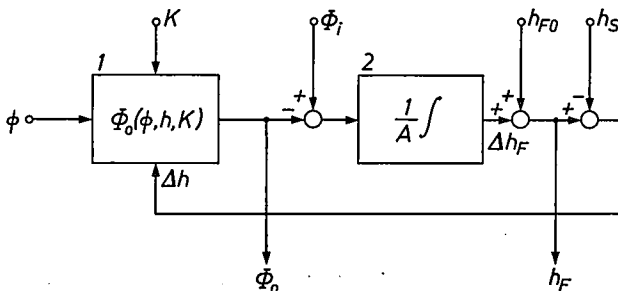 K
Φi
hF0
hS
1
2
ϕ
Φo(ϕ,h,K)
− +
1/A ∫
+ +
+ −
ΔhF
Δh
Φo
hF